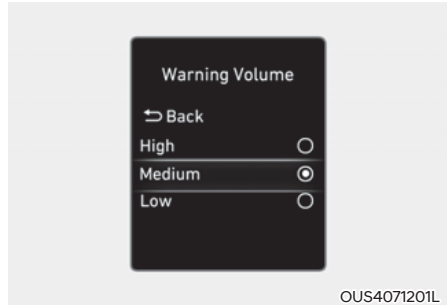 Warning Volume
Back
High
Medium
Low
OUS4071201L